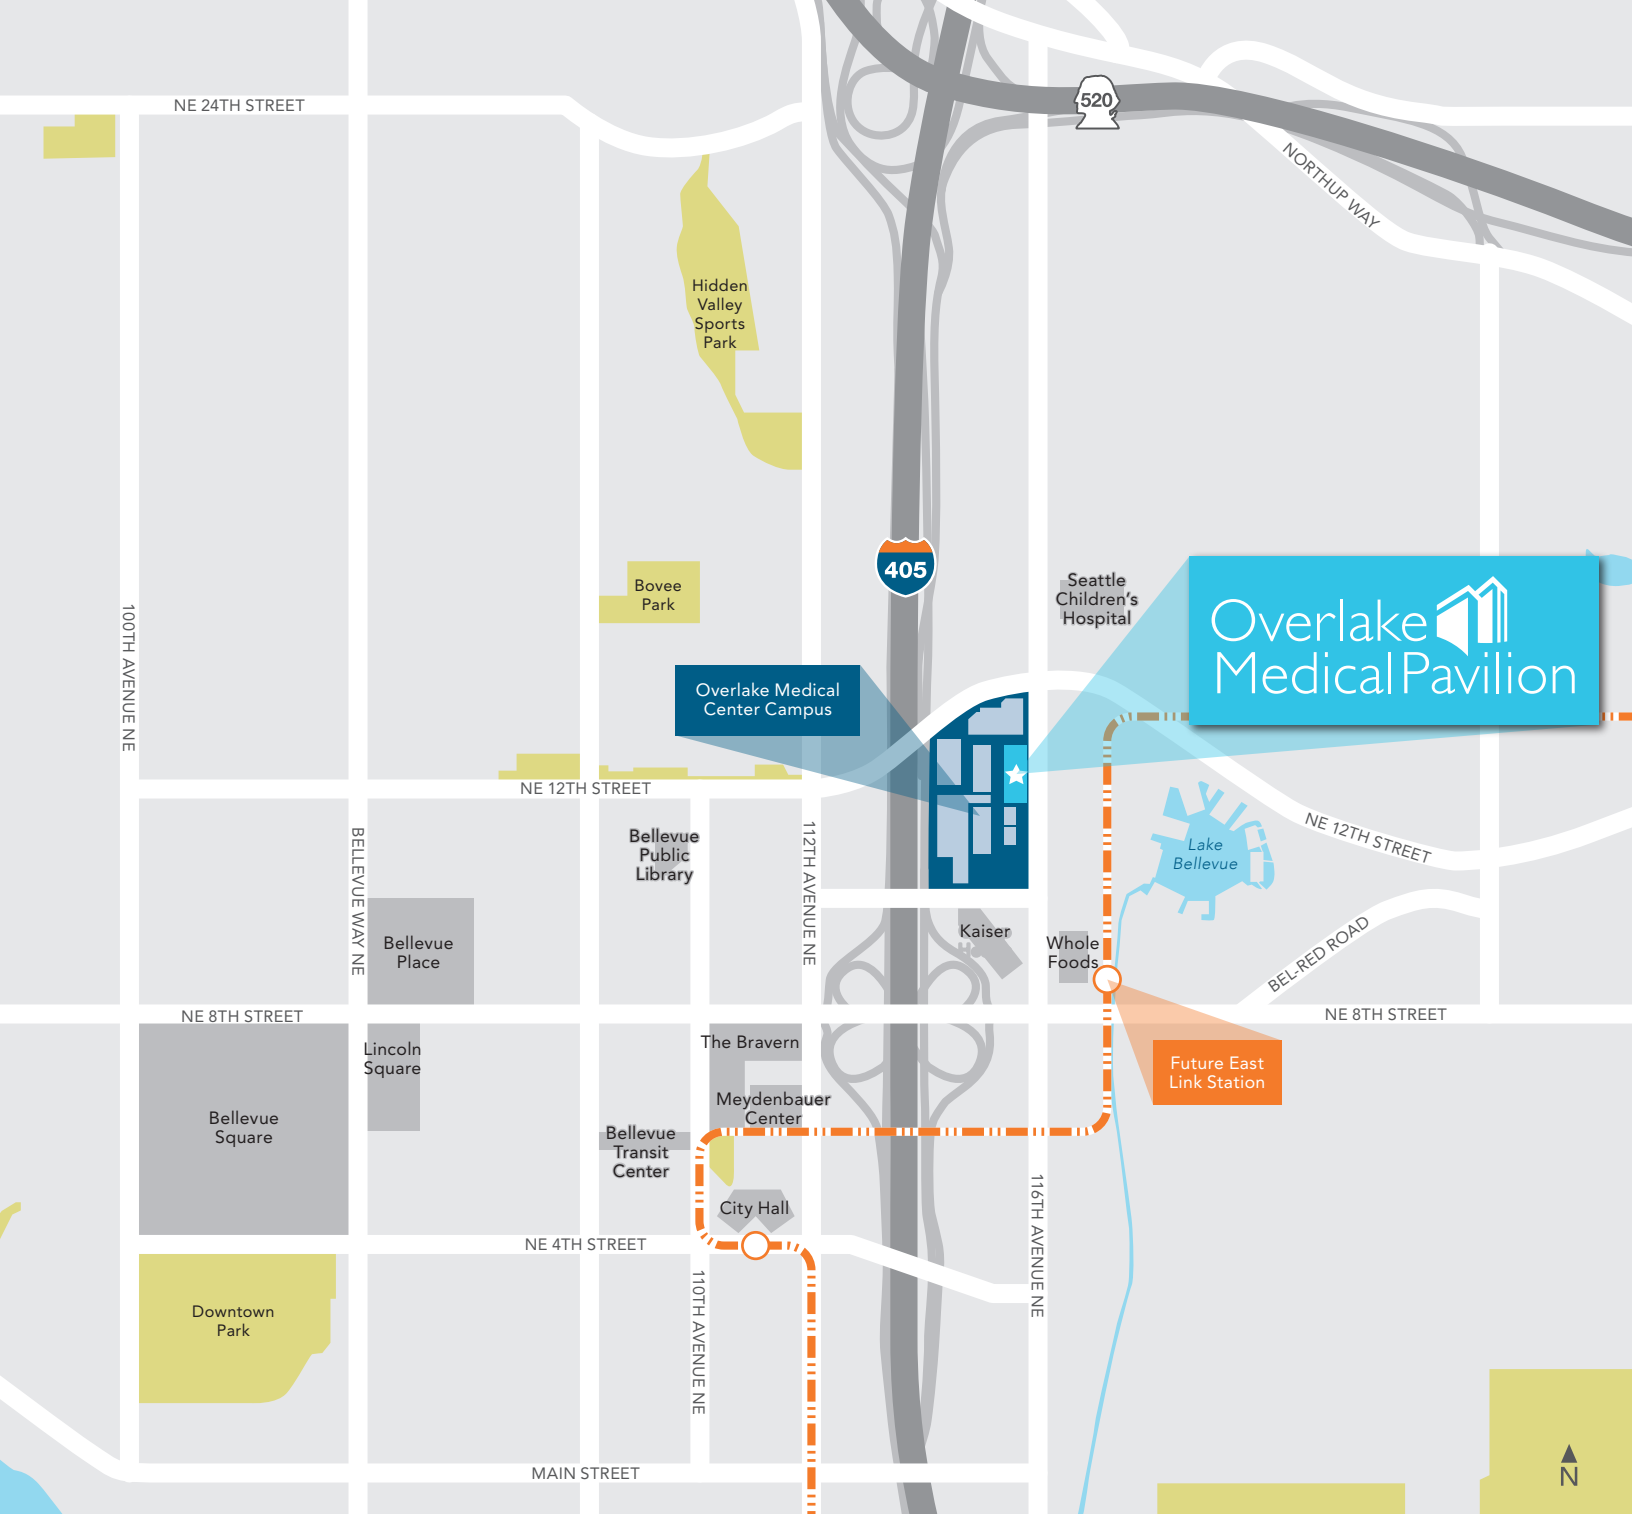 520
NE 24TH STREET
NORTHUP WAY
Hidden
Valley
Sports
Park
405
Seattle
Children's
Hospital
Bovee
Park
Overlake
Medical Pavilion
100TH AVENUE NE
Overlake Medical
Center Campus
NE 12TH STREET
NE 12TH STREET
Bellevue
Public
Library
BELLEVUE WAY NE
112TH AVENUE NE
Lake
Bellevue
Bellevue
Place
Kaiser
Whole
Foods
BEL-RED ROAD
NE 8TH STREET
NE 8TH STREET
Lincoln
Square
The Bravern
Future East
Link Station
Bellevue
Square
Meydenbauer
Center
Bellevue
Transit
Center
City Hall
116TH AVENUE NE
NE 4TH STREET
110TH AVENUE NE
Downtown
Park
MAIN STREET
N